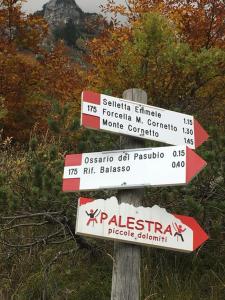 175 Selletta Emmele 1.15
Forcella M. Cornetto 1.30
Monte Cornetto 1.45
175 Ossario del Pasubio 0.15
Rif. Balasso 0.40
PALESTRA
piccole dolomiti